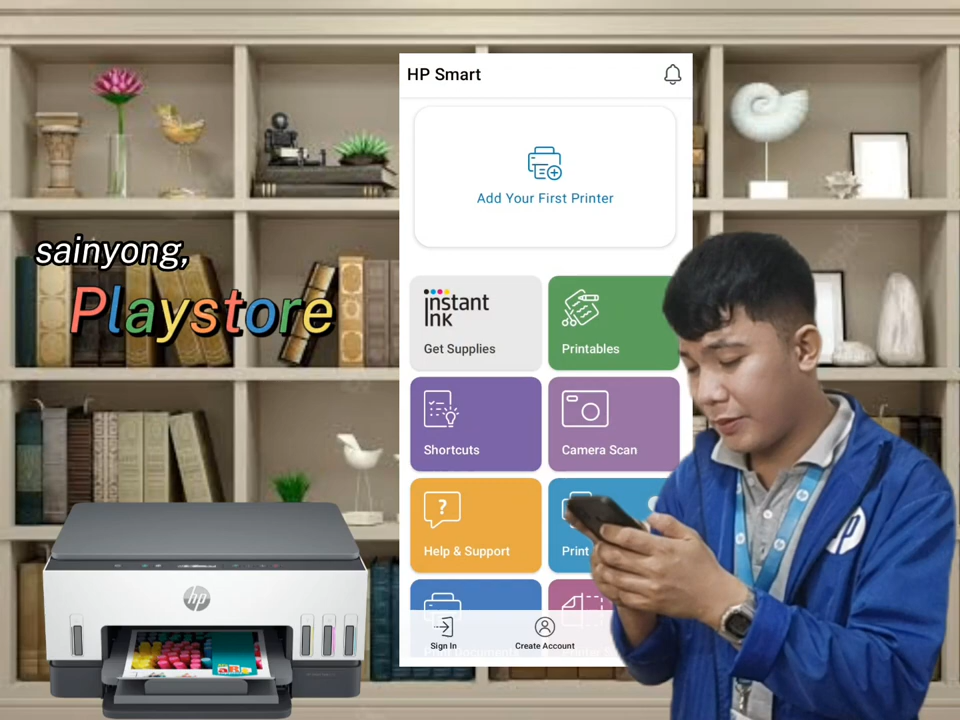 HP Smart
Add Your First Printer
sainyong,
Playstore
instant
ink
Get Supplies
Printables
Shortcuts
Camera Scan
?
Help & Support
Print
Sign In
Create Account
hp
hp